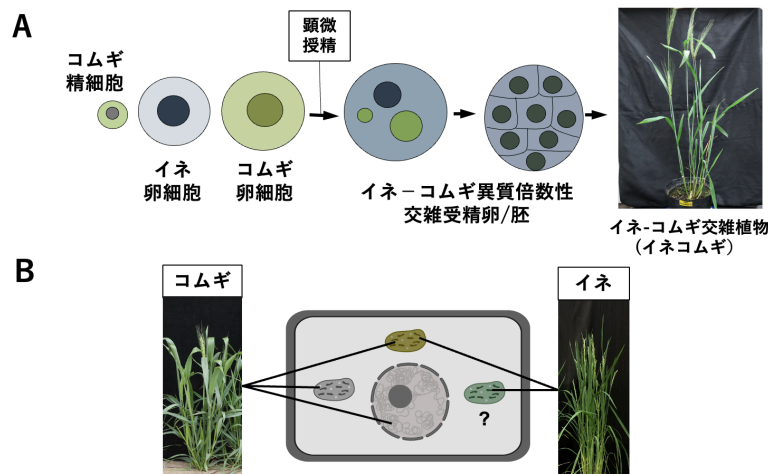 A
顕微
授精
コムギ
精細胞
イネ
卵細胞
コムギ
卵細胞
イネ－コムギ異質倍数性
交雑受精卵/胚
イネ-コムギ交雑植物
（イネコムギ）
B
コムギ
イネ
?